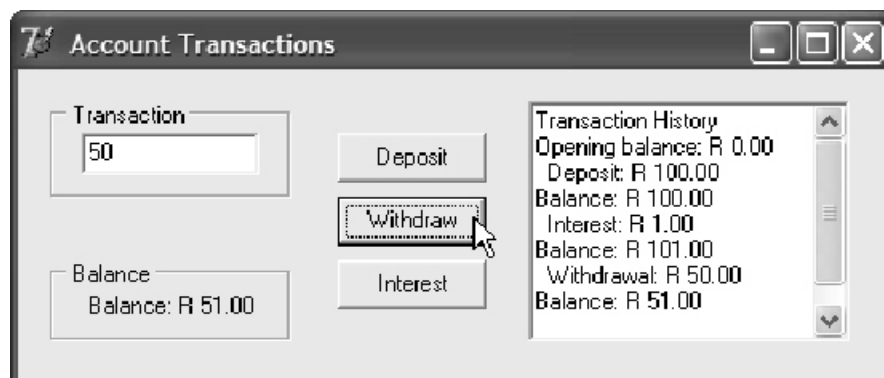 Account Transactions
Transaction
50
Deposit
Withdraw
Interest
Balance
Balance: R 51.00
Transaction History
Opening balance: R 0.00
Deposit: R 100.00
Balance: R 100.00
Interest: R 1.00
Balance: R 101.00
Withdrawal: R 50.00
Balance: R 51.00